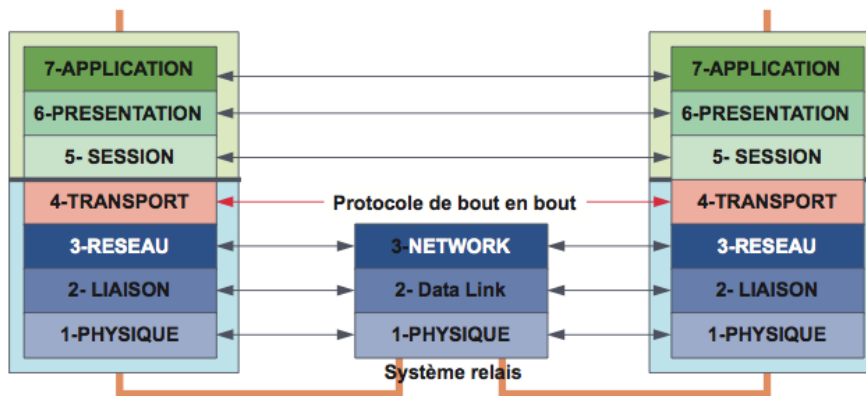 7-APPLICATION
6-PRESENTATION
5- SESSION
4-TRANSPORT
3-RESEAU
2- LIAISON
1-PHYSIQUE
Protocole de bout en bout
3-NETWORK
2- Data Link
1-PHYSIQUE
Système relais
7-APPLICATION
6-PRESENTATION
5- SESSION
4-TRANSPORT
3-RESEAU
2- LIAISON
1-PHYSIQUE